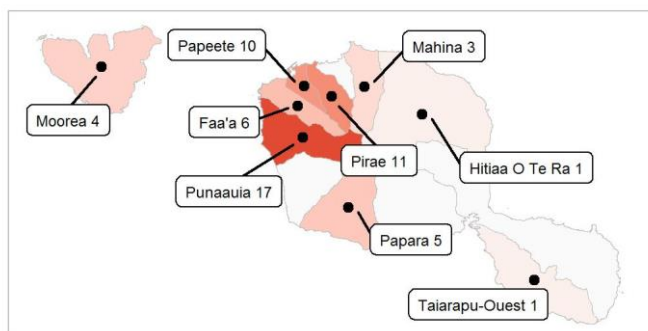 Papeete 10
Mahina 3
Moorea 4
Faa'a 6
Pirae 11
Hitiaa O Te Ra 1
Punaauia 17
Papara 5
Taiarapu-Ouest 1